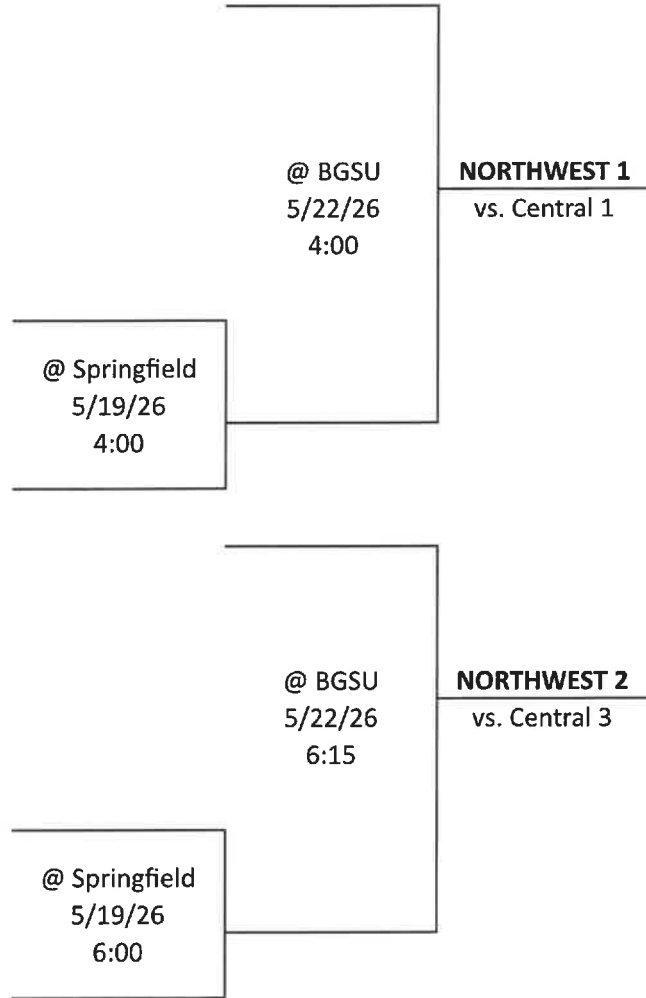 @ BGSU
5/22/26
4:00
NORTHWEST 1
vs. Central 1
@ Springfield
5/19/26
4:00
@ BGSU
5/22/26
6:15
NORTHWEST 2
vs. Central 3
@ Springfield
5/19/26
6:00